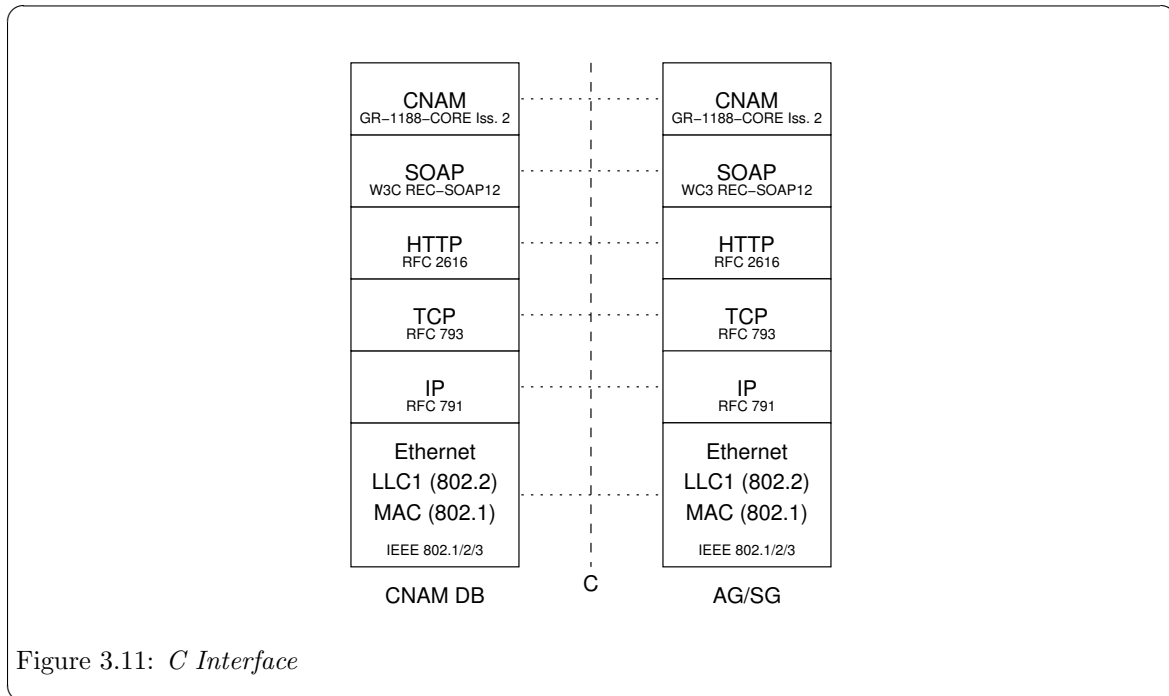 CNAM
GR−1188−CORE Iss. 2
SOAP
W3C REC−SOAP12
HTTP
RFC 2616
TCP
RFC 793
IP
RFC 791
Ethernet
LLC1 (802.2)
MAC (802.1)
IEEE 802.1/2/3
CNAM DB
C
CNAM
GR−1188−CORE Iss. 2
SOAP
WC3 REC−SOAP12
HTTP
RFC 2616
TCP
RFC 793
IP
RFC 791
Ethernet
LLC1 (802.2)
MAC (802.1)
IEEE 802.1/2/3
AG/SG
Figure 3.11: C Interface